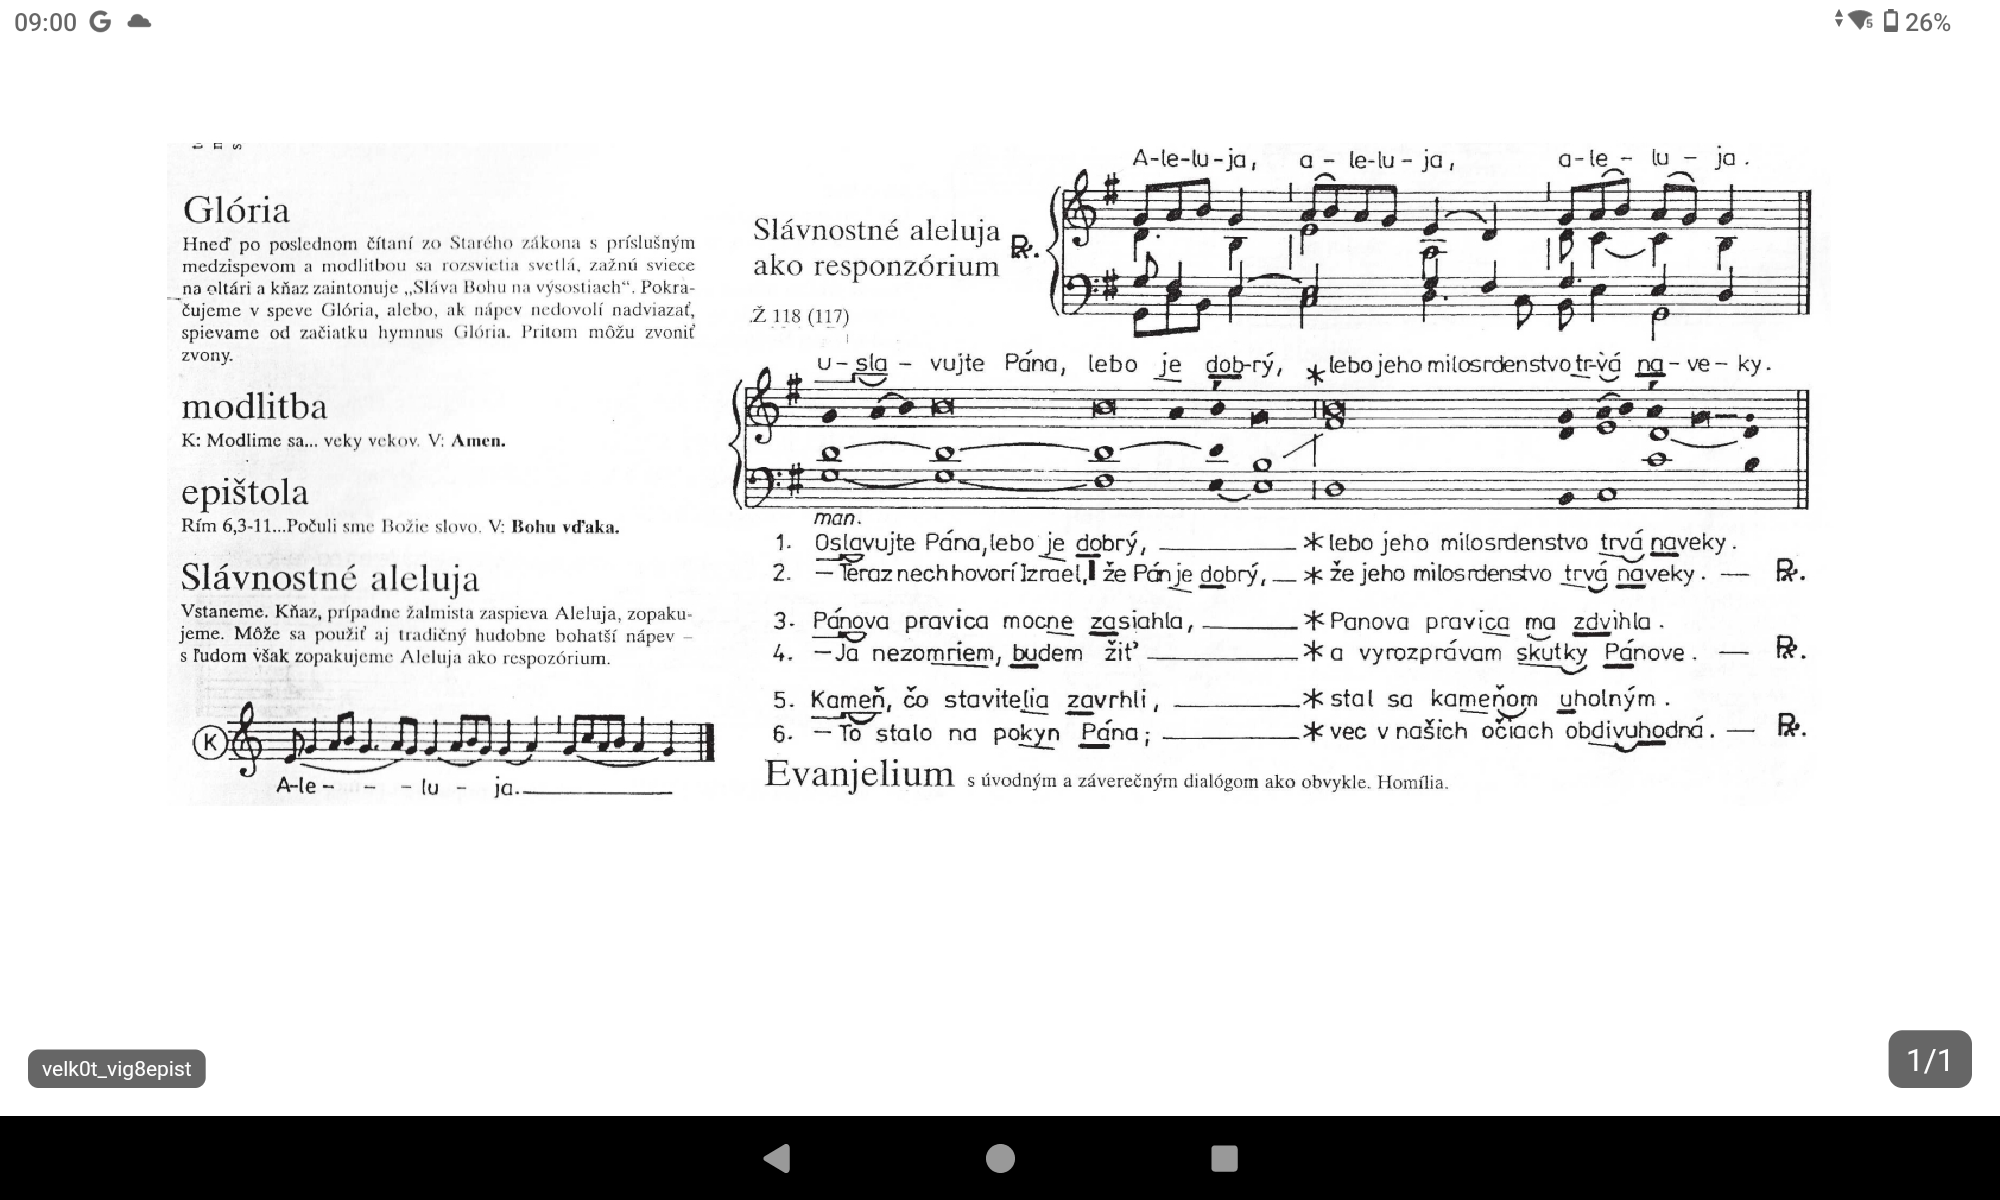 09:00
26%
Glória
Hneď po poslednom čítaní zo Starého zákona s príslušným
medzispevom a modlitbou sa rozsvietia svetlá, zažnú sviece
na oltári a kňaz zaintonuje „Sláva Bohu na výsostiach“. Pokra-
čujeme v speve Glória, alebo, ak nápev nedovolí nadviazať,
spievame od začiatku hymnus Glória. Pritom môžu zvoniť
zvony.
modlitba
K: Modlime sa... veky vekov. V: Amen.
epištola
Rím 6,3-11...Počuli sme Božie slovo. V: Bohu vďaka.
Slávnostné aleluja
Vstaneme. Kňaz, prípadne žalmista zaspieva Aleluja, zopaku-
jeme. Môže sa použiť aj tradičný hudobne bohatší nápev –
s ľudom však zopakujeme Aleluja ako respozórium.
K
A-le - - - lu - ja.
A-le-lu-ja, a - le-lu - ja, a-le - lu - ja.
Slávnostné aleluja
ako responzórium
℟.
Ž 118 (117)
O-sla - vujte Pána, lebo je dob-rý, * lebo jeho milosrdenstvo tr-vá na-ve-ky.
man.
1. Oslavujte Pána, lebo je dobrý, * lebo jeho milosrdenstvo trvá naveky.
2. – Teraz nech hovorí Izrael, že Pán je dobrý, * že jeho milosrdenstvo trvá naveky. — ℟.
3. Pánova pravica mocne zasiahla, * Panova pravica ma zdvihla.
4. – Ja nezomriem, budem žiť * a vyrozprávam skutky Pánove. — ℟.
5. Kameň, čo stavitelia zavrhli, * stal sa kameňom uholným.
6. – To stalo na pokyn Pána; * vec v našich očiach obdivuhodná. — ℟.
Evanjelium s úvodným a záverečným dialógom ako obvykle. Homília.
velk0t_vig8epist
1/1